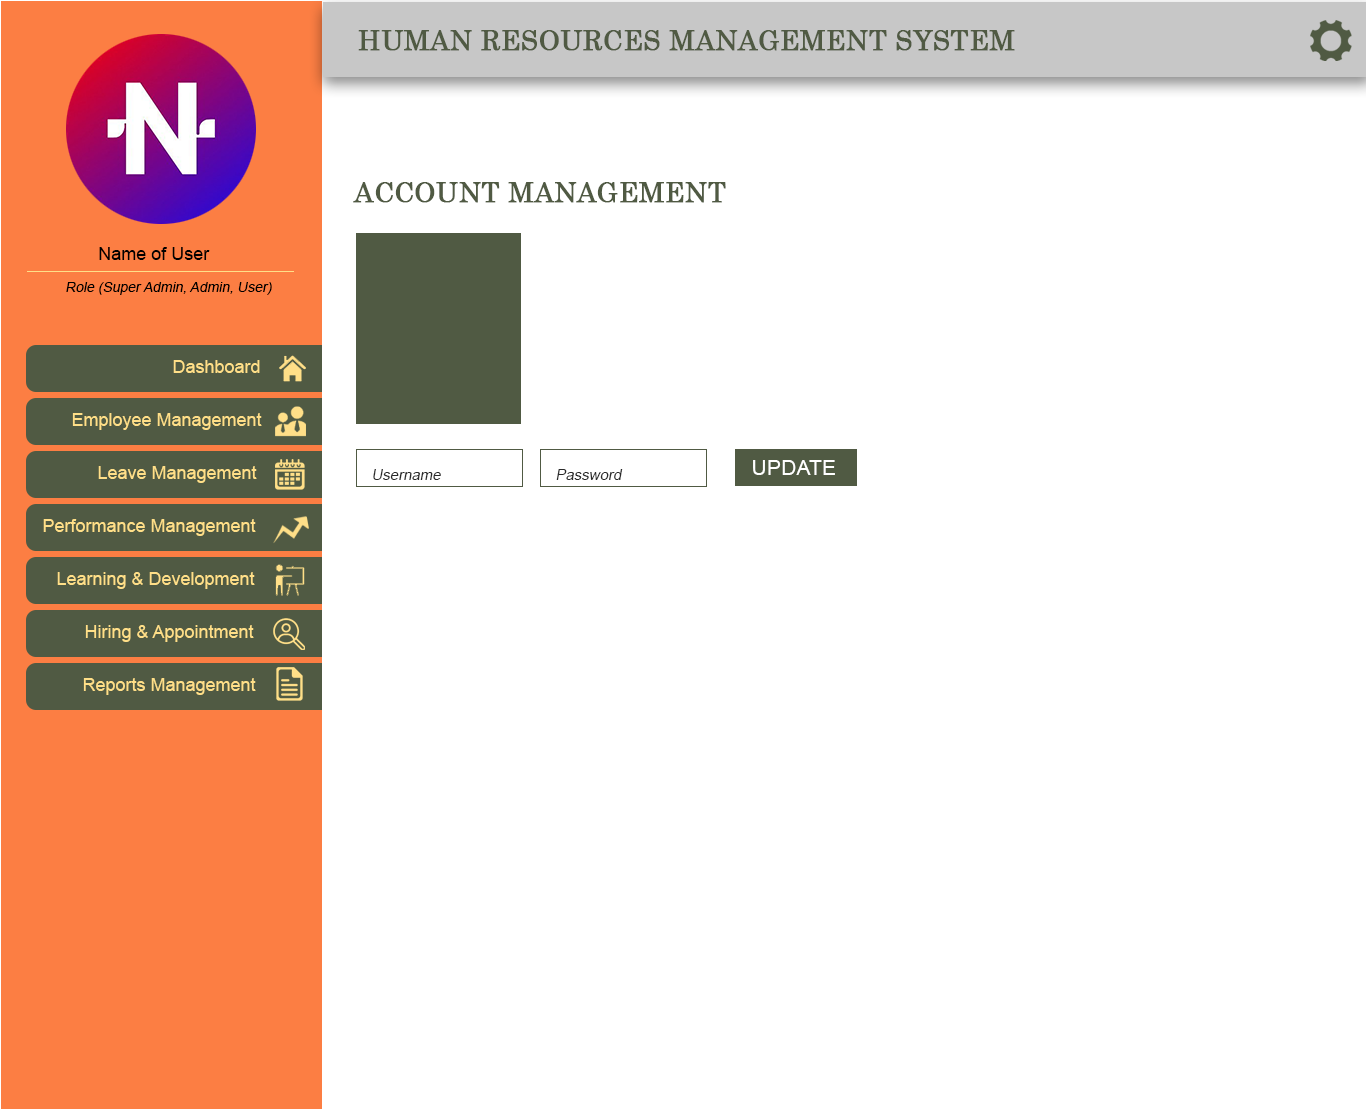 HUMAN RESOURCES MANAGEMENT SYSTEM
N
Name of User
Role (Super Admin, Admin, User)
Dashboard
Employee Management
Leave Management
Performance Management
Learning & Development
Hiring & Appointment
Reports Management
ACCOUNT MANAGEMENT
Username
Password
UPDATE